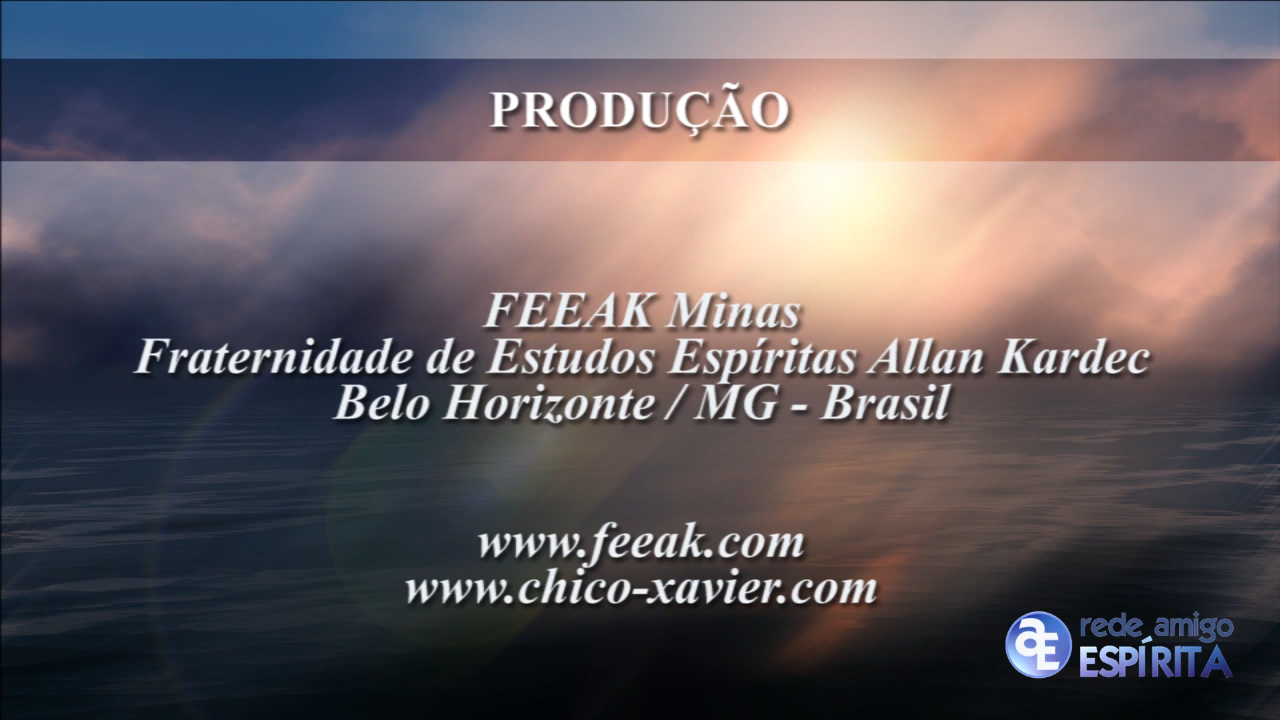 PRODUÇÃO
FEEAK Minas
Fraternidade de Estudos Espíritas Allan Kardec
Belo Horizonte / MG - Brasil
www.feeak.com
www.chico-xavier.com
aE rede amigo
ESPÍRITA